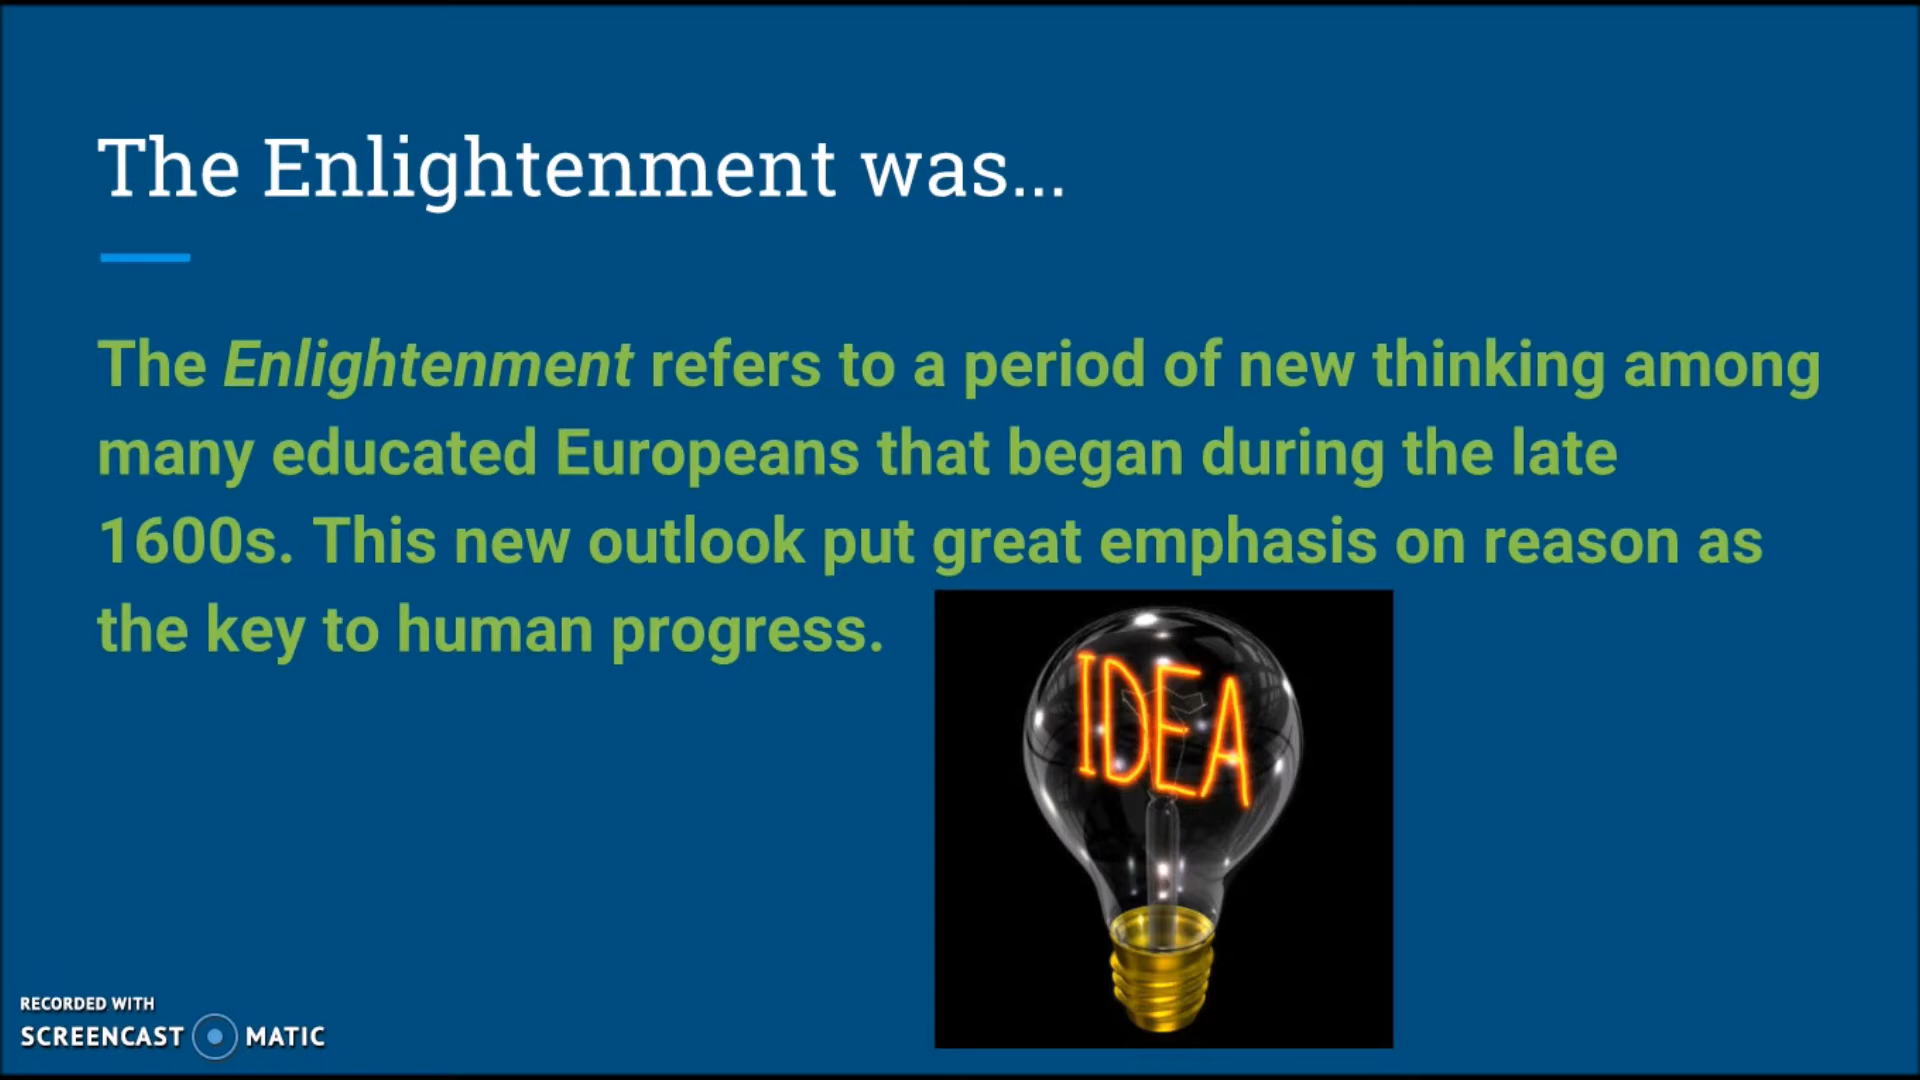 The Enlightenment was...
The Enlightenment refers to a period of new thinking among
many educated Europeans that began during the late
1600s. This new outlook put great emphasis on reason as
the key to human progress.
IDEA
RECORDED WITH
SCREENCAST MATIC